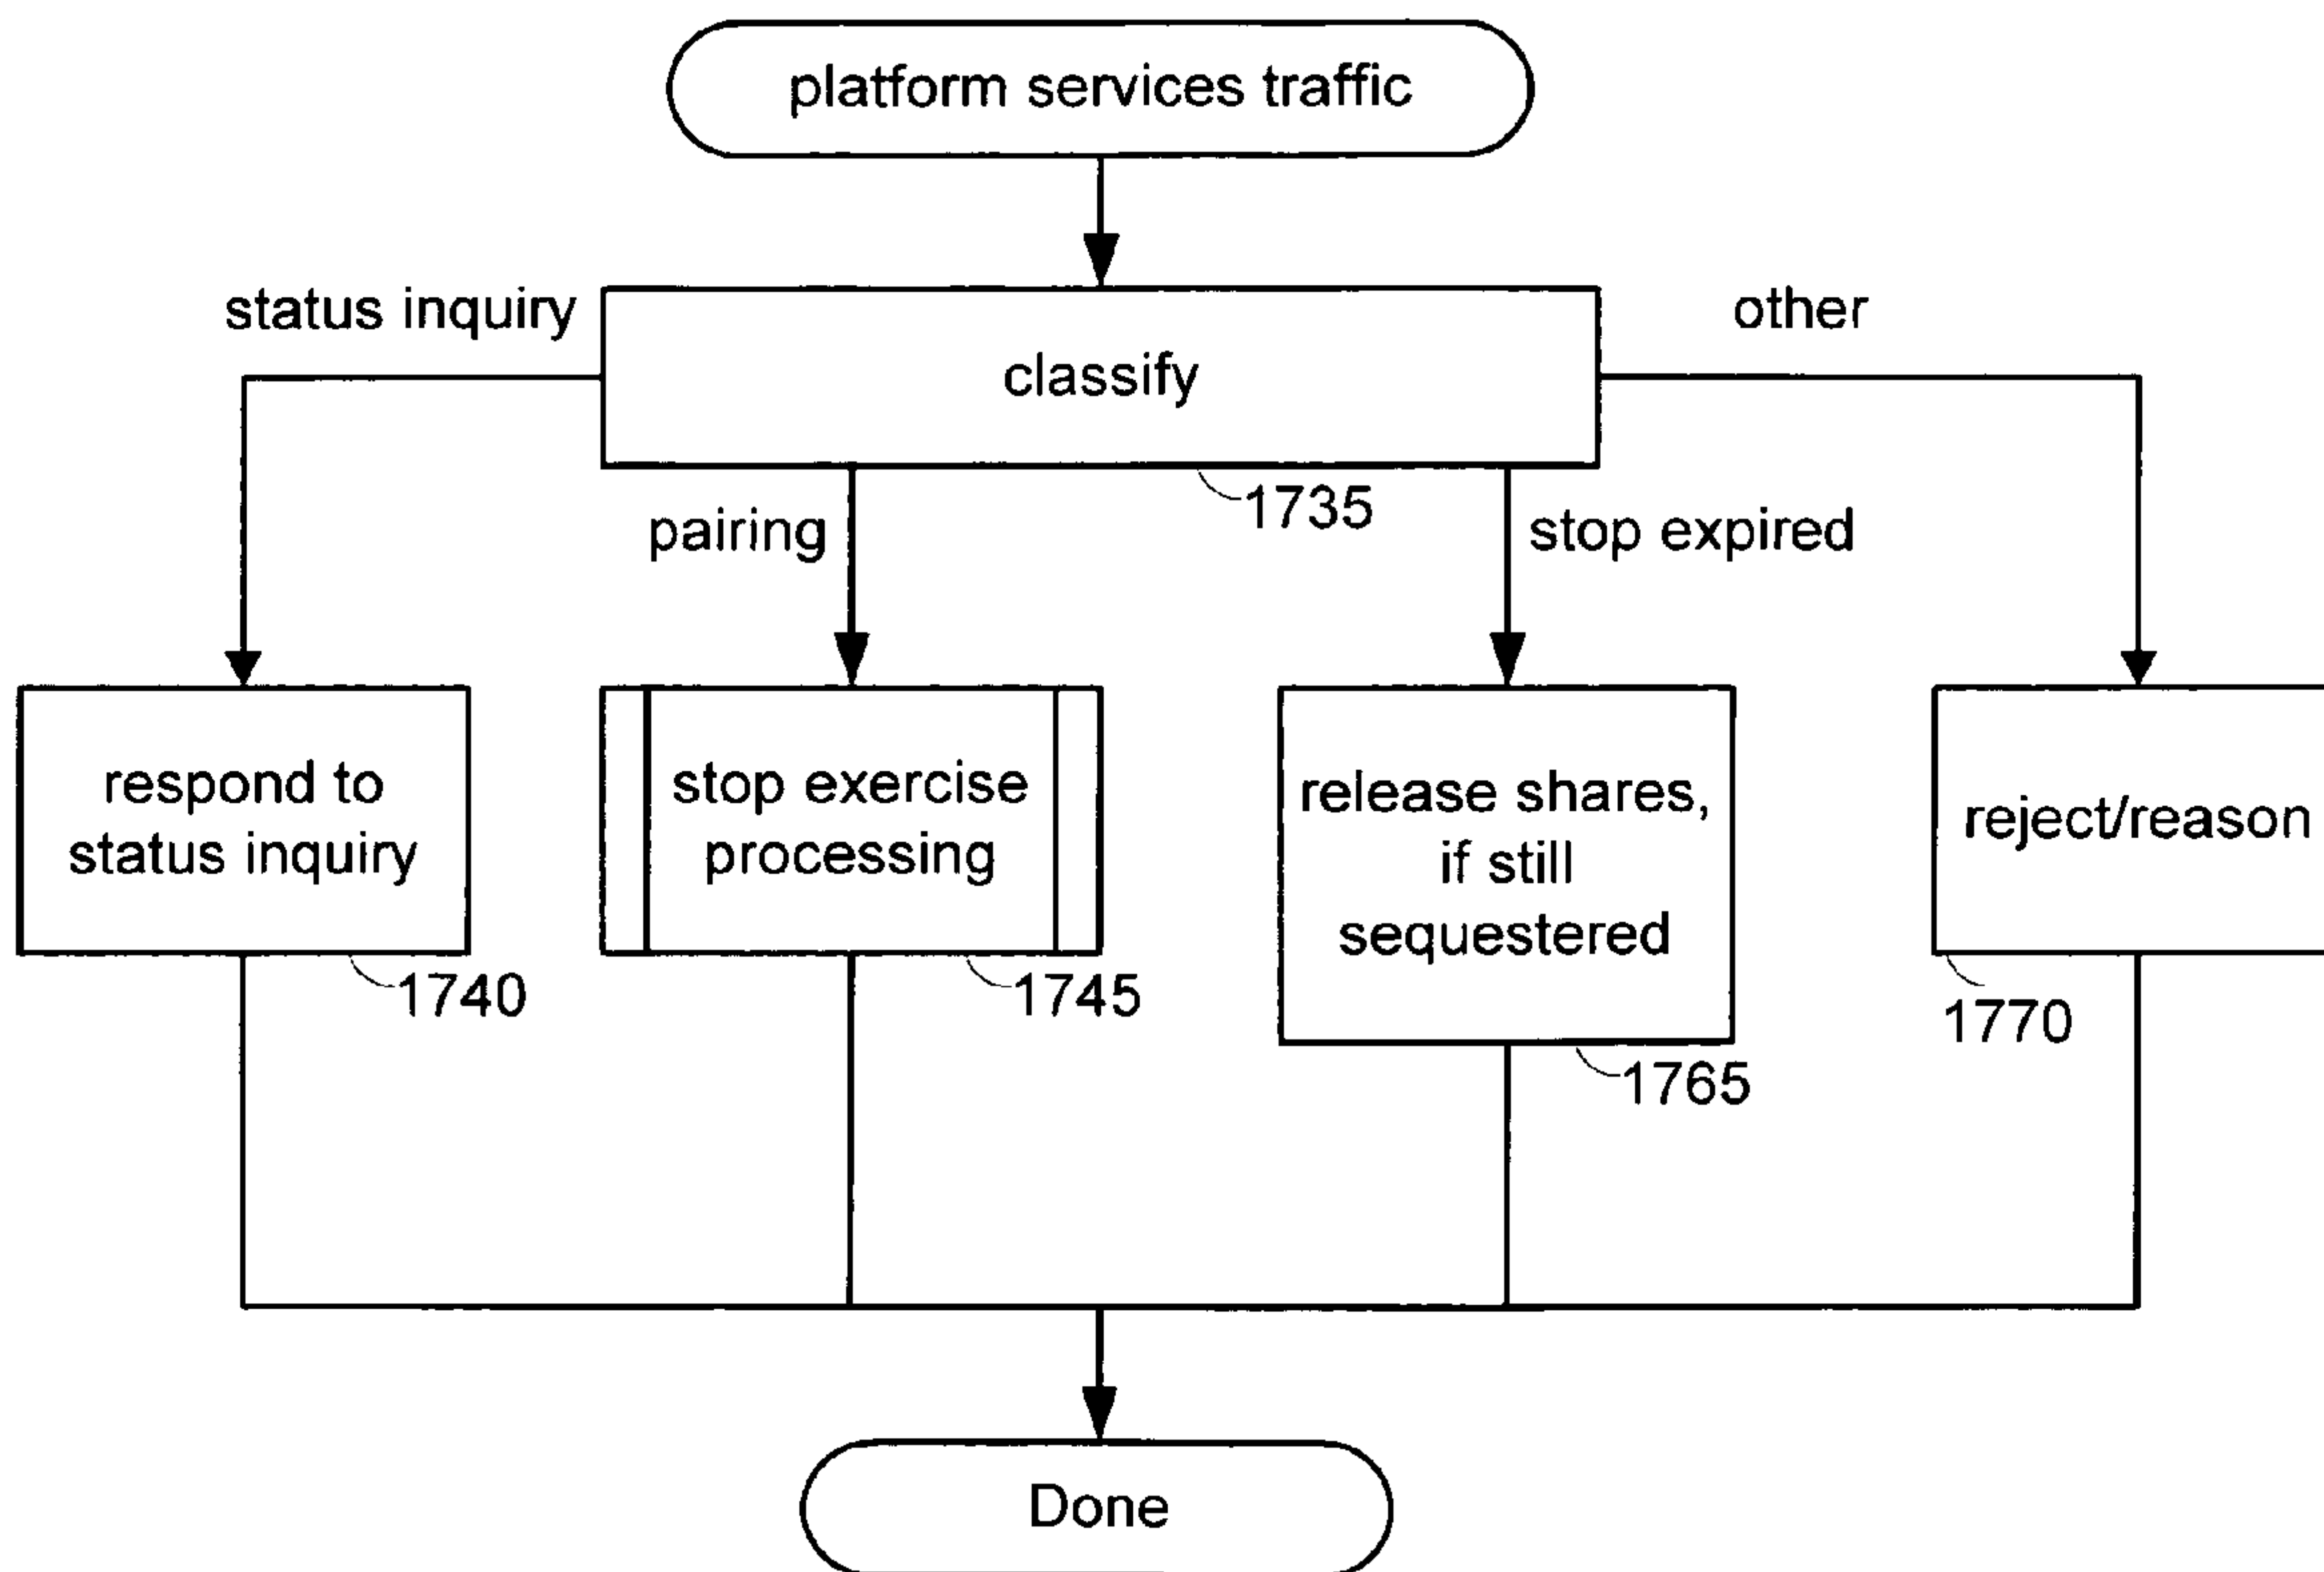 platform services traffic
status inquiry
other
classify
1735
pairing
stop expired
respond to
status inquiry
stop exercise
processing
release shares,
if still
sequestered
reject/reason
1740
1745
1770
1765
Done